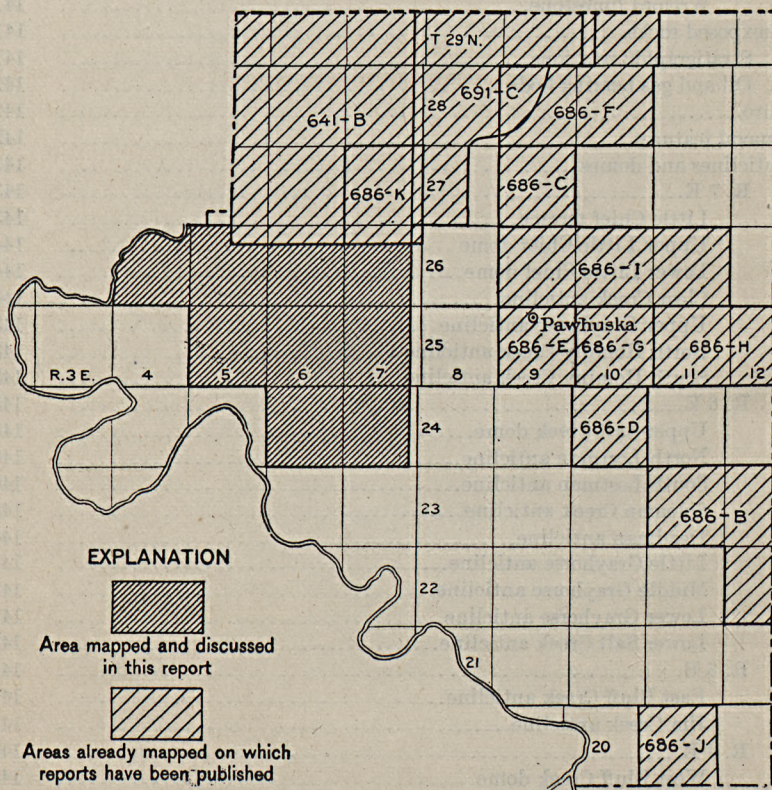 T 29 N.
28
691-C
686-F
641-B
27
686-K
686-C
26
686-I
Pawhuska
25
686-E
686-G
686-H
R.3 E.
4
5
6
7
8
9
10
11
12
24
686-D
23
686-B
22
21
20
686-J
EXPLANATION
Area mapped and discussed
in this report
Areas already mapped on which
reports have been published